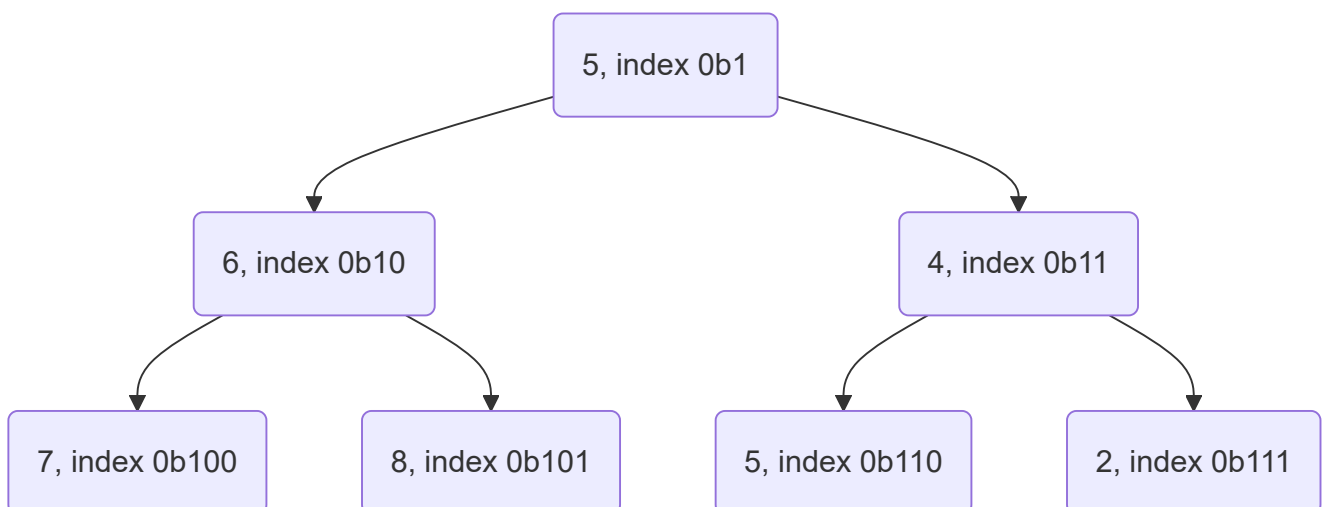 5, index 0b1
6, index 0b10
4, index 0b11
7, index 0b100
8, index 0b101
5, index 0b110
2, index 0b111